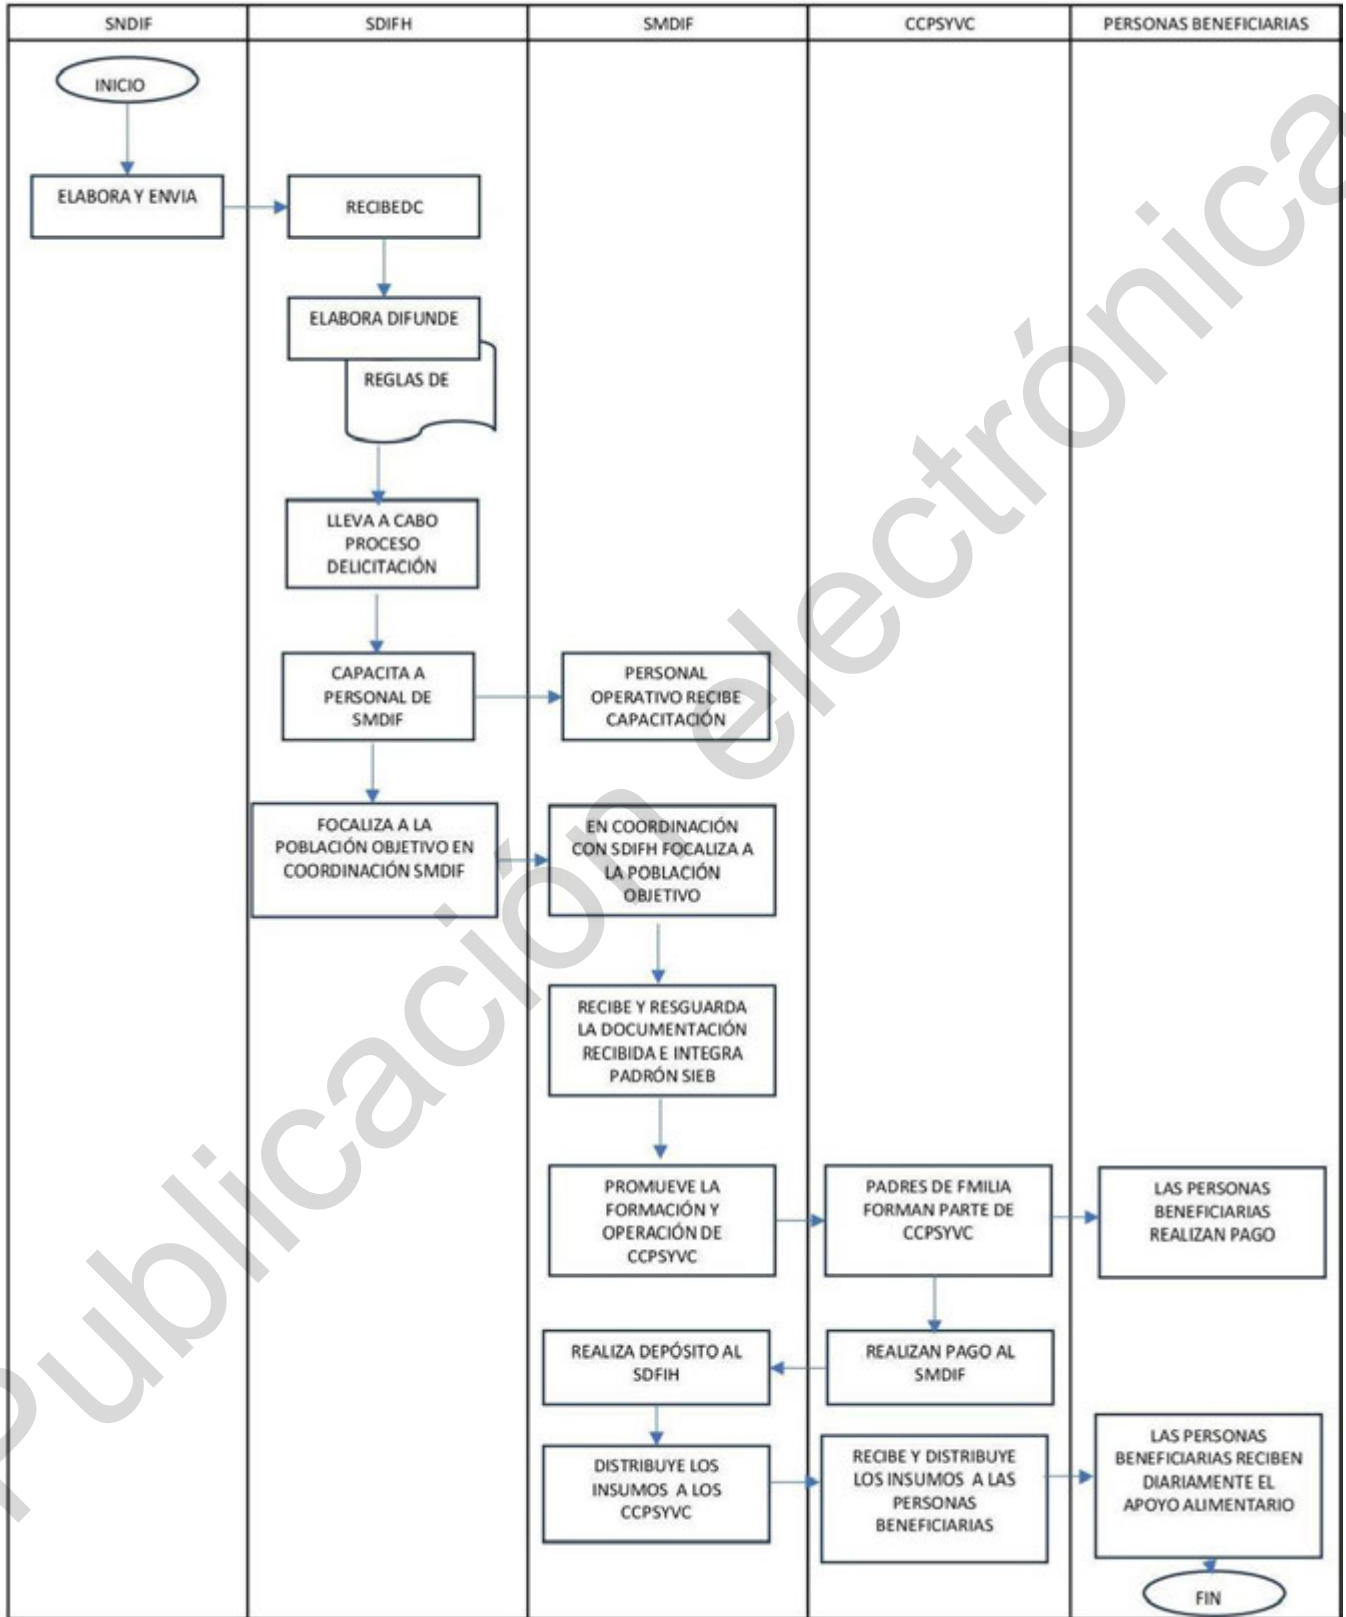 SNDIF
SDIFH
SMDIF
CCPSYVC
PERSONAS BENEFICIARIAS
INICIO
ELABORA Y ENVIA
RECIBEDC
ELABORA DIFUNDE
REGLAS DE
LLEVA A CABO
PROCESO
DELICITACIÓN
CAPACITA A
PERSONAL DE
SMDIF
PERSONAL
OPERATIVO RECIBE
CAPACITACIÓN
FOCALIZA A LA
POBLACIÓN OBJETIVO EN
COORDINACIÓN SMDIF
EN COORDINACIÓN
CON SDIFH FOCALIZA A
LA POBLACIÓN
OBJETIVO
RECIBE Y RESGUARDA
LA DOCUMENTACIÓN
RECIBIDA E INTEGRA
PADRÓN SIEB
PROMUEVE LA
FORMACIÓN Y
OPERACIÓN DE
CCPSYVC
PADRES DE FMILIA
FORMAN PARTE DE
CCPSYVC
LAS PERSONAS
BENEFICIARIAS
REALIZAN PAGO
REALIZA DEPÓSITO AL
SDFIH
REALIZAN PAGO AL
SMDIF
DISTRIBUYE LOS
INSUMOS A LOS
CCPSYVC
RECIBE Y DISTRIBUYE
LOS INSUMOS A LAS
PERSONAS
BENEFICIARIAS
LAS PERSONAS
BENEFICIARIAS RECIBEN
DIARIAMENTE EL
APOYO ALIMENTARIO
FIN
Publicación electrónica